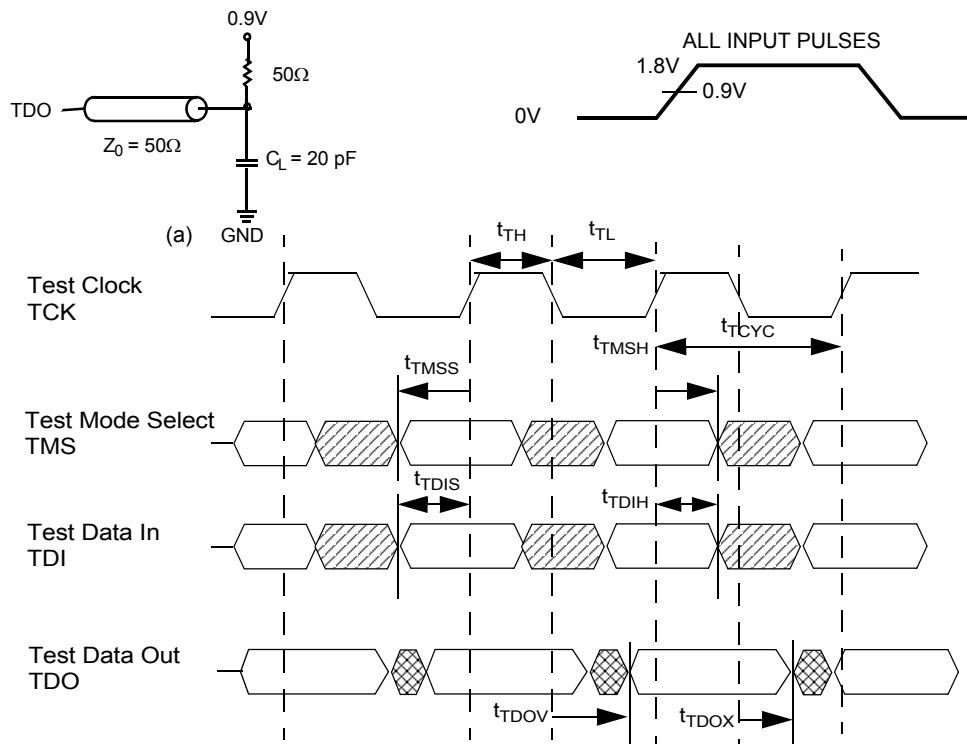 0.9V
50Ω
TDO
Z0 = 50Ω
CL = 20 pF
(a)
GND
ALL INPUT PULSES
1.8V
0.9V
0V
tTH
tTL
Test Clock
TCK
tTCYC
tTMSH
tTMSS
Test Mode Select
TMS
tTDIS
tTDIH
Test Data In
TDI
Test Data Out
TDO
tTDOV
tTDOX